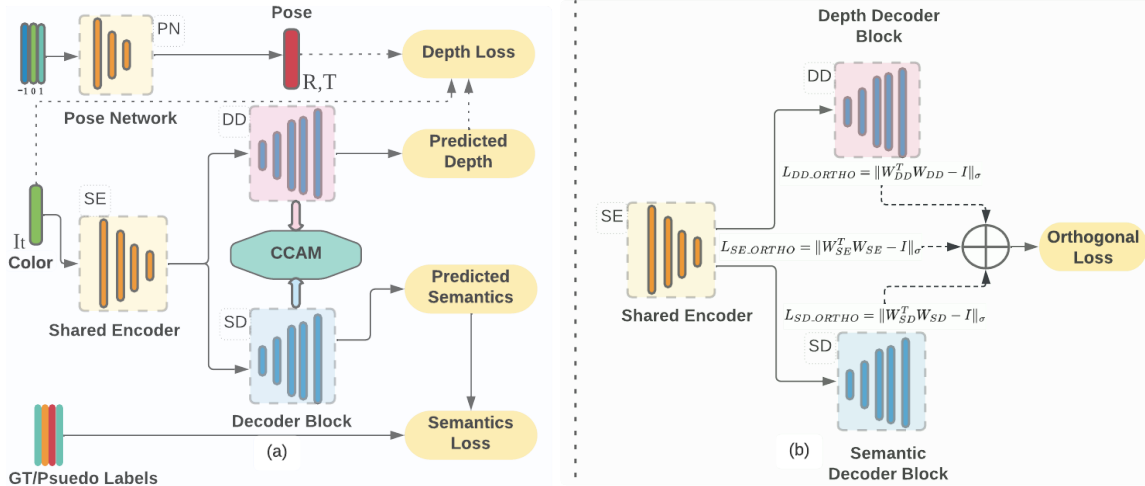 PN
Pose
Depth Loss
−1 0 1
R,T
Pose Network
DD
Predicted
Depth
SE
It
Color
CCAM
Shared Encoder
SD
Predicted
Semantics
Decoder Block
Semantics
Loss
(a)
GT/Psuedo Labels
Depth Decoder
Block
DD
L_{DD\_ORTHO} = ‖W_{DD}^T W_{DD} − I‖_σ
SE
L_{SE\_ORTHO} = ‖W_{SE}^T W_{SE} − I‖_σ
Orthogonal
Loss
Shared Encoder
L_{SD\_ORTHO} = ‖W_{SD}^T W_{SD} − I‖_σ
SD
(b)
Semantic
Decoder Block